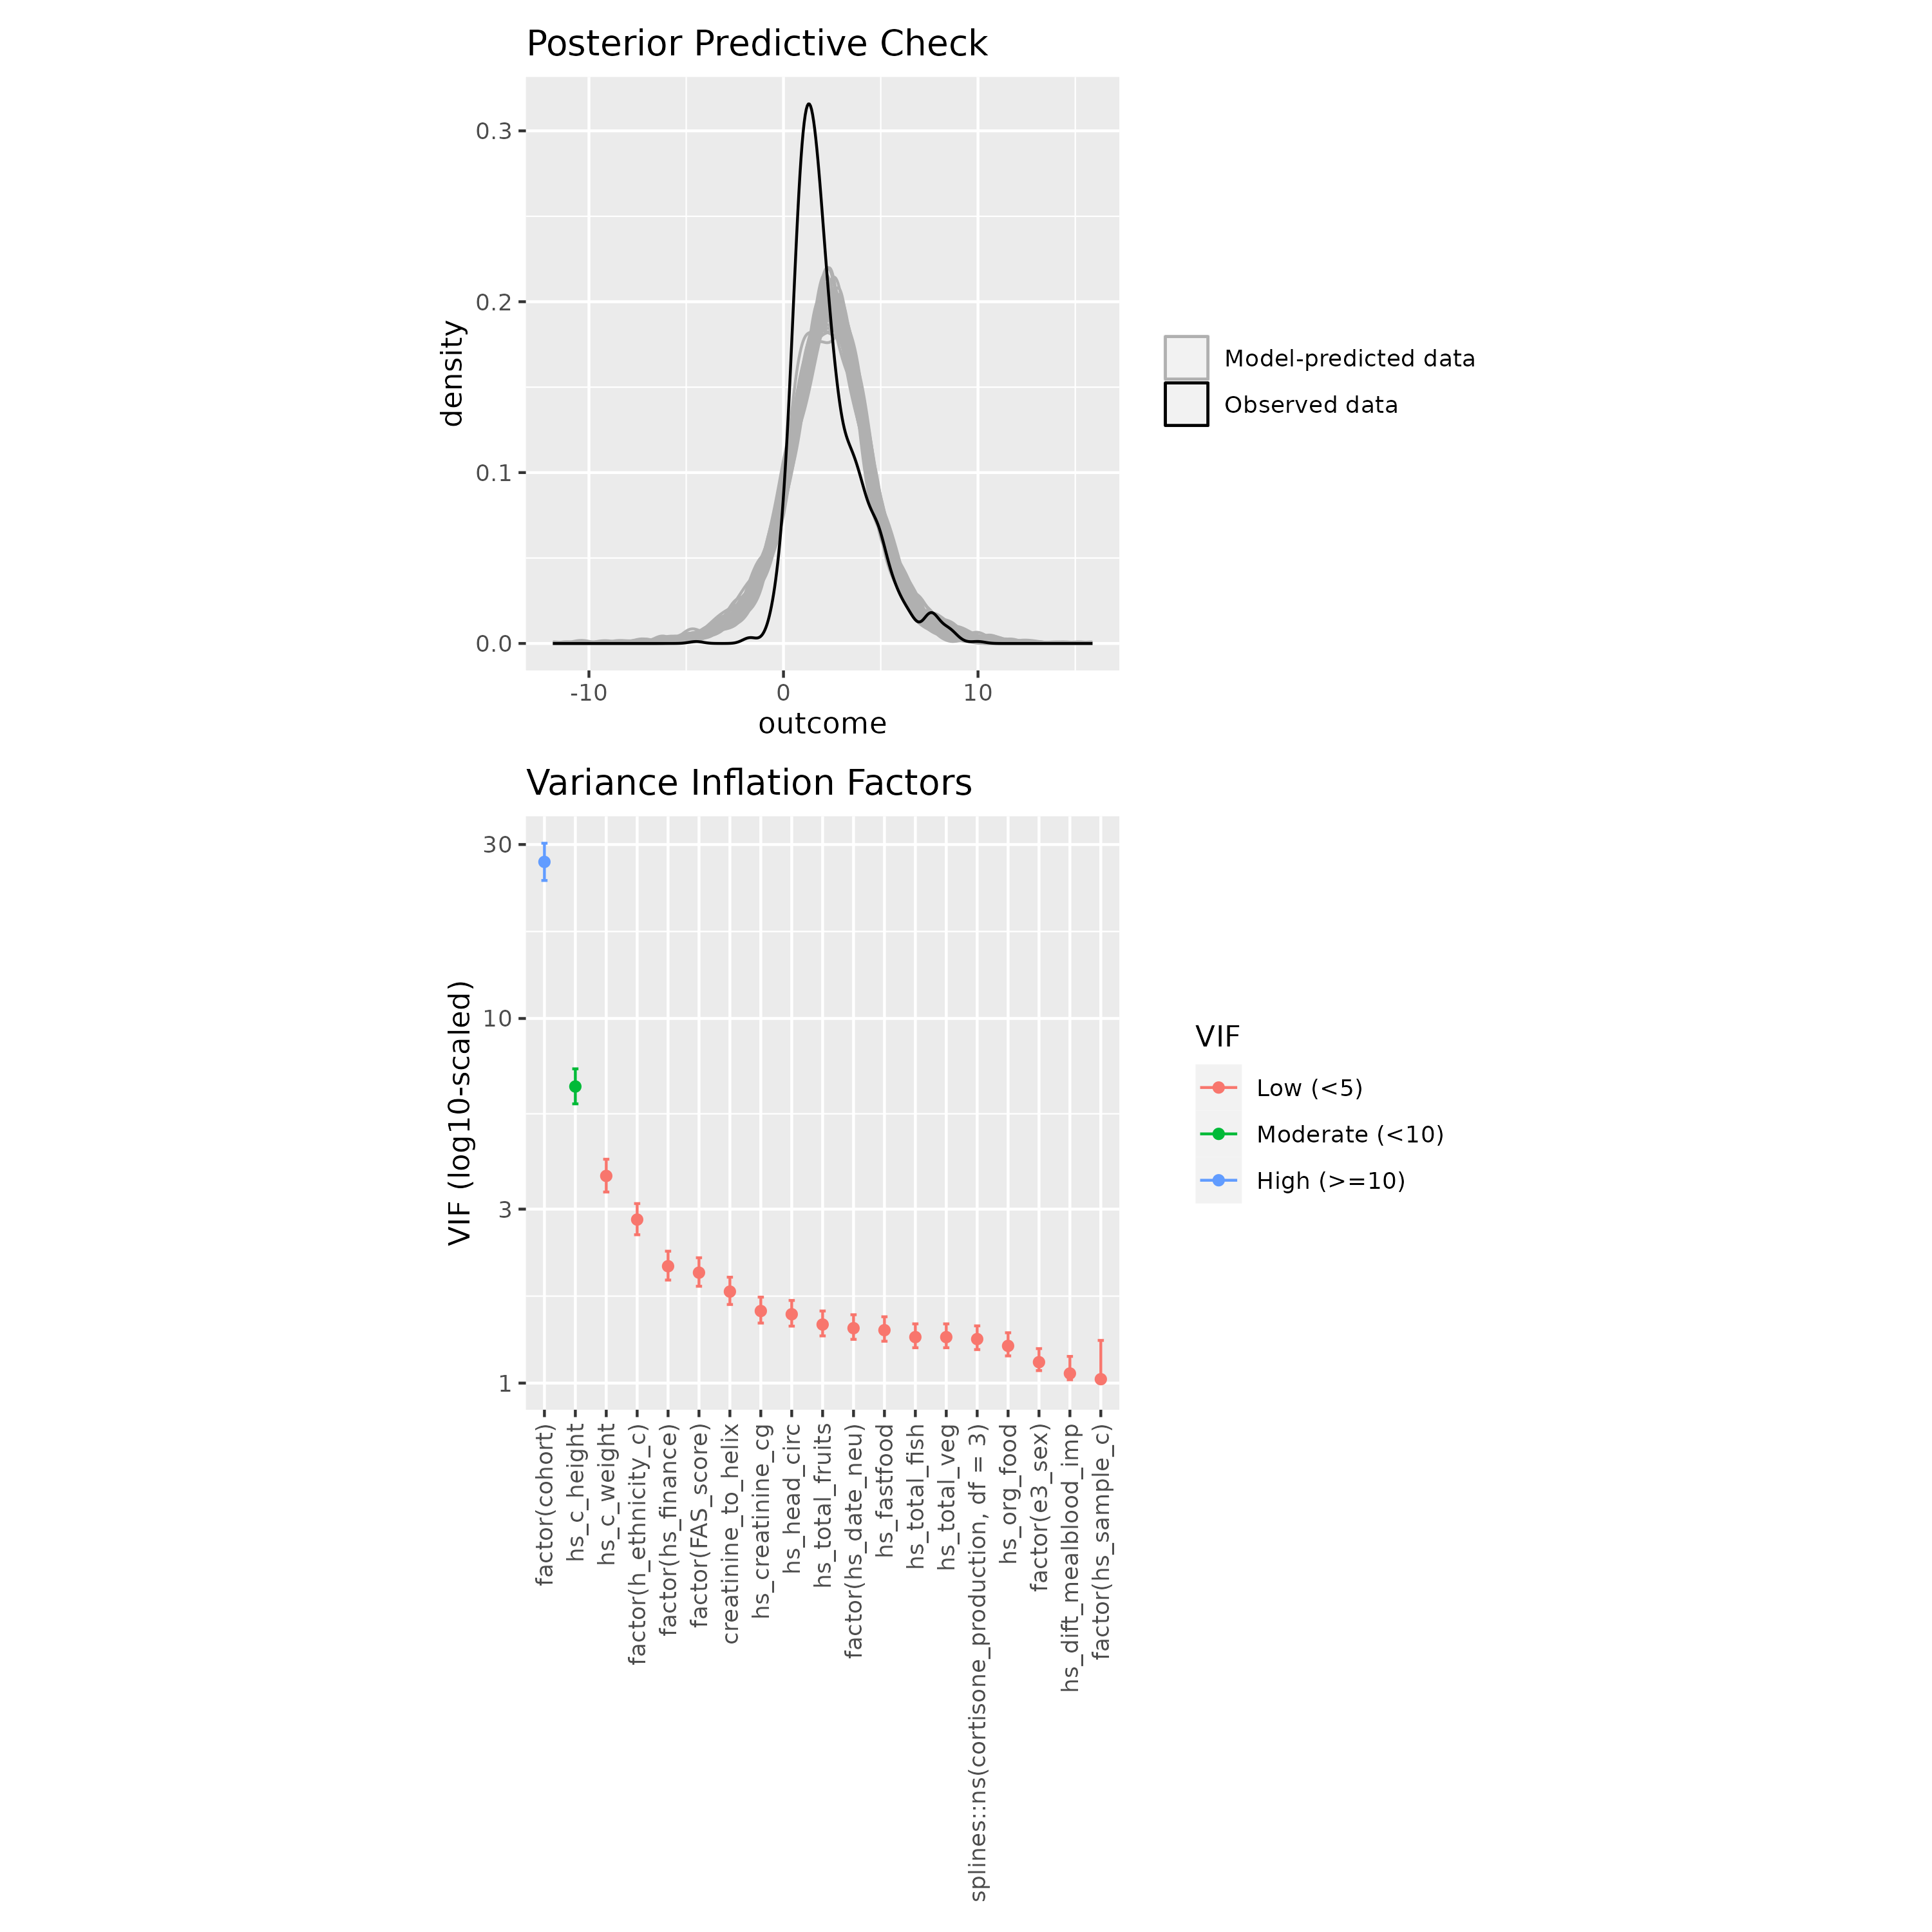 Posterior Predictive Check
density
0.3
0.2
0.1
0.0
-10
0
10
outcome
Model-predicted data
Observed data
Variance Inflation Factors
VIF (log10-scaled)
30
10
3
1
factor(cohort)
hs_c_height
hs_c_weight
factor(h_ethnicity_c)
factor(hs_finance)
factor(FAS_score)
creatinine_to_helix
hs_creatinine_cg
hs_head_circ
hs_total_fruits
factor(hs_date_neu)
hs_fastfood
hs_total_fish
hs_total_veg
splines::ns(cortisone_production, df = 3)
hs_org_food
factor(e3_sex)
hs_dift_mealblood_imp
factor(hs_sample_c)
VIF
Low (<5)
Moderate (<10)
High (>=10)